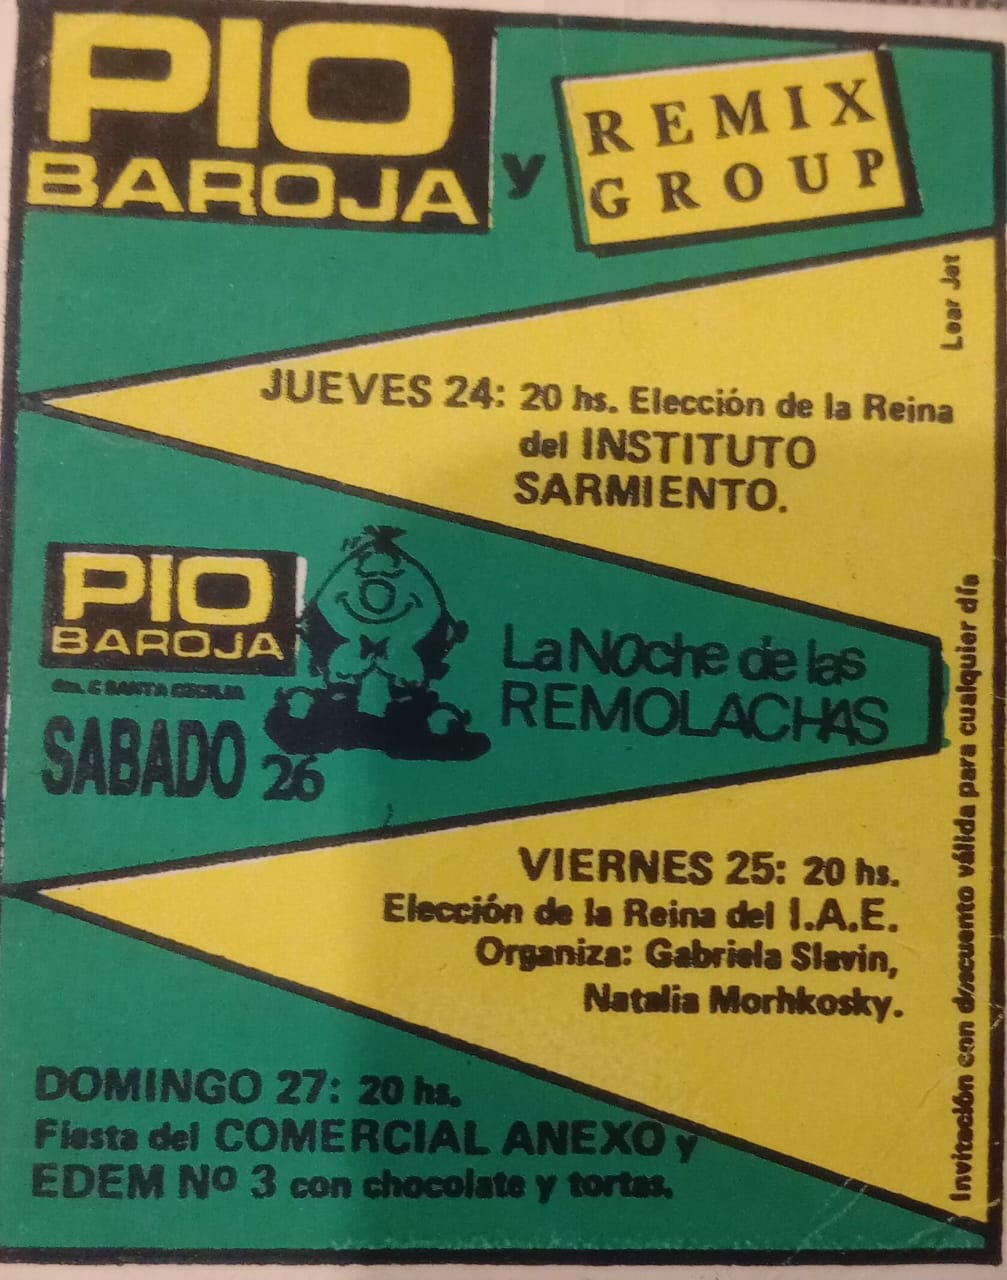 PIO
BAROJA
y
REMIX
GROUP
Lear Jet
JUEVES 24: 20 hs. Elección de la Reina
del INSTITUTO
SARMIENTO.
PIO
BAROJA
SANTA CECILIA
SABADO 26
La NOche de las
REMOLACHAS
VIERNES 25: 20 hs.
Elección de la Reina del I.A.E.
Organiza: Gabriela Slavin,
Natalia Morhkosky.
DOMINGO 27: 20 hs.
Fiesta del COMERCIAL ANEXO y
EDEM Nº 3 con chocolate y tortas.
Invitación con descuento válida para cualquier día